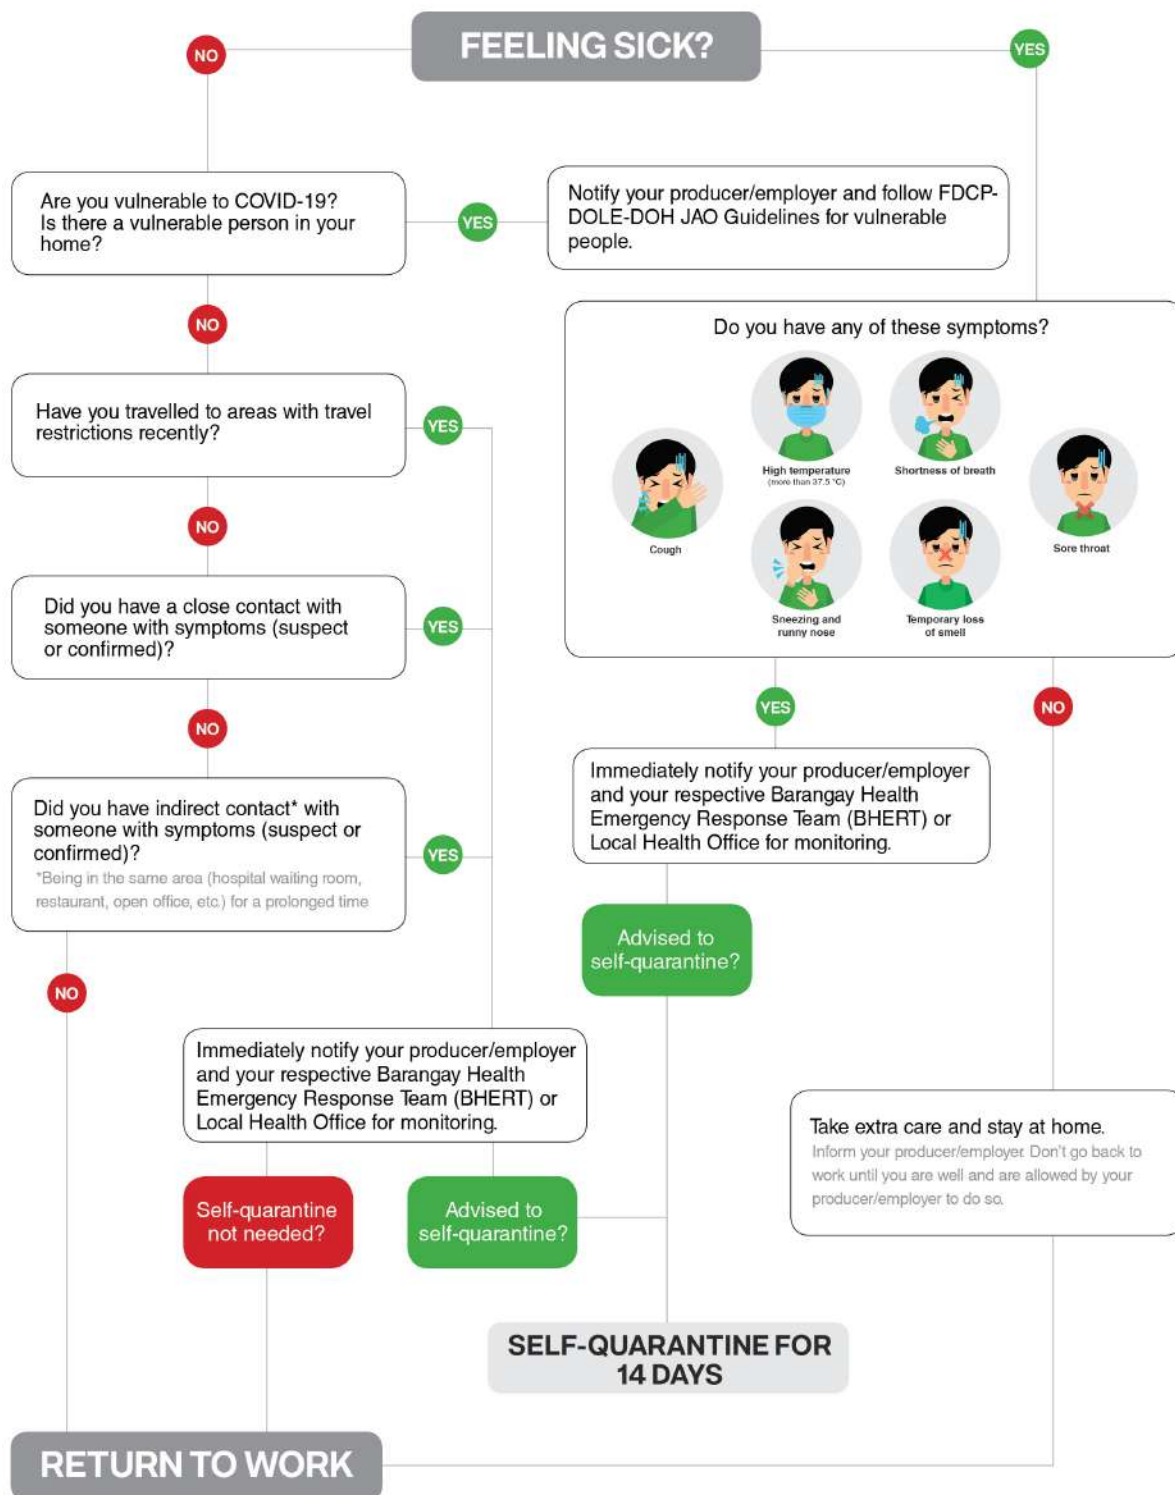 FEELING SICK?
NO
YES
Are you vulnerable to COVID-19?
Is there a vulnerable person in your
home?
YES
Notify your producer/employer and follow FDCP-
DOLE-DOH JAO Guidelines for vulnerable
people.
NO
Have you travelled to areas with travel
restrictions recently?
YES
NO
Did you have a close contact with
someone with symptoms (suspect
or confirmed)?
YES
NO
Did you have indirect contact* with
someone with symptoms (suspect or
confirmed)?
*Being in the same area (hospital waiting room,
restaurant, open office, etc.) for a prolonged time
YES
NO
Do you have any of these symptoms?
High temperature
(more than 37.5 °C)
Shortness of breath
Cough
Sore throat
Sneezing and
runny nose
Temporary loss
of smell
YES
NO
Immediately notify your producer/employer
and your respective Barangay Health
Emergency Response Team (BHERT) or
Local Health Office for monitoring.
Advised to
self-quarantine?
Immediately notify your producer/employer
and your respective Barangay Health
Emergency Response Team (BHERT) or
Local Health Office for monitoring.
Self-quarantine
not needed?
Advised to
self-quarantine?
Take extra care and stay at home.
Inform your producer/employer. Don't go back to
work until you are well and are allowed by your
producer/employer to do so.
SELF-QUARANTINE FOR
14 DAYS
RETURN TO WORK